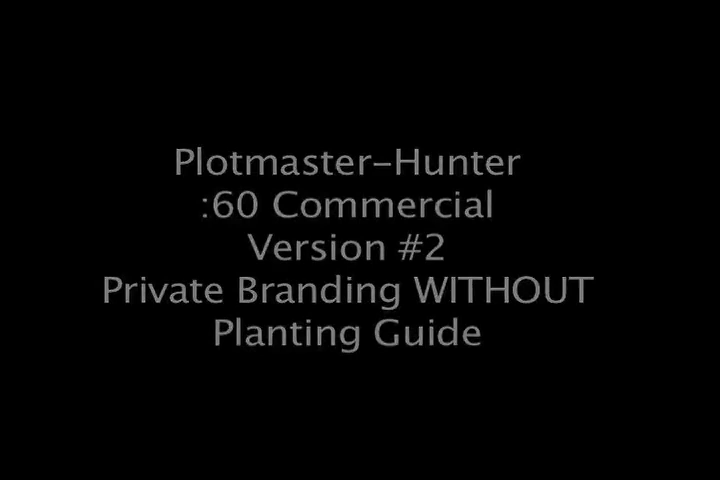 Plotmaster-Hunter
:60 Commercial
Version #2
Private Branding WITHOUT
Planting Guide